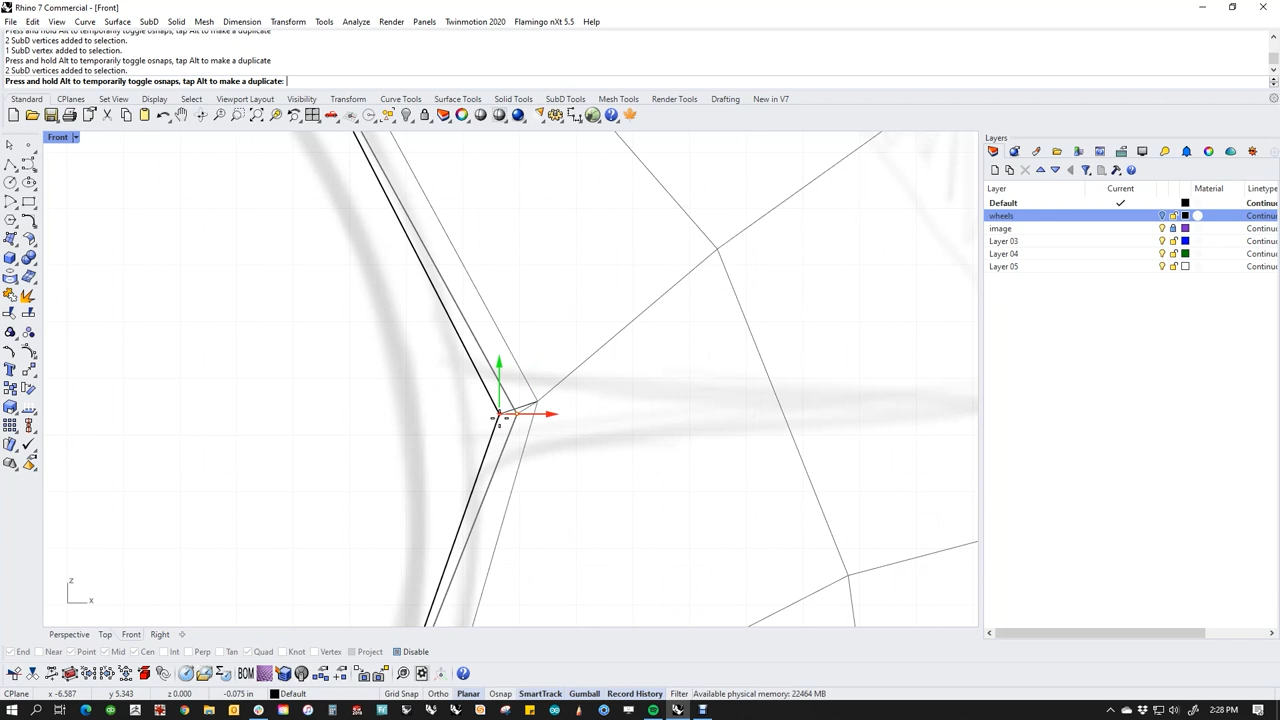 Rhino 7 Commercial - [Front]
File Edit View Curve Surface SubD Solid Mesh Dimension Transform Tools Analyze Render Panels Twinmotion 2020 Flamingo nXt 5.5 Help
Press and hold Alt to temporarily toggle osnaps, tap Alt to make a duplicate
2 SubD vertices added to selection.
1 SubD vertex added to selection.
Press and hold Alt to temporarily toggle osnaps, tap Alt to make a duplicate
2 SubD vertices added to selection.
Press and hold Alt to temporarily toggle osnaps, tap Alt to make a duplicate:
Standard CPlanes Set View Display Select Viewport Layout Visibility Transform Curve Tools Surface Tools Solid Tools SubD Tools Mesh Tools Render Tools Drafting New in V7
Front
Layers
Layer Current Material Linetype
Default Continuo
wheels Continuo
image Continuo
Layer 03 Continuo
Layer 04 Continuo
Layer 05 Continuo
z
x
Perspective Top Front Right
End Near Point Mid Cen Int Perp Tan Quad Knot Vertex Project Disable
BOM
CPlane x -6.587 y 5.343 z 0.000 -0.075 in Default Grid Snap Ortho Planar Osnap SmartTrack Gumball Record History Filter Available physical memory: 22464 MB
2:28 PM